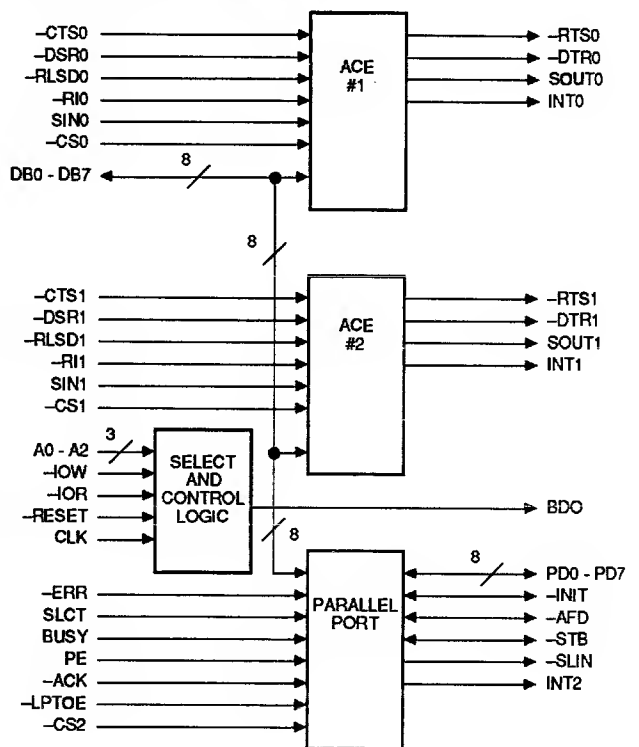 -CTS0
-DSR0
-RLSD0
-RI0
SIN0
-CS0
DB0 - DB7
8
ACE
#1
-RTS0
-DTR0
SOUT0
INT0
8
-CTS1
-DSR1
-RLSD1
-RI1
SIN1
-CS1
ACE
#2
-RTS1
-DTR1
SOUT1
INT1
A0 - A2
3
-IOW
-IOR
-RESET
CLK
SELECT
AND
CONTROL
LOGIC
BDO
8
-ERR
SLCT
BUSY
PE
-ACK
-LPTOE
-CS2
PARALLEL
PORT
8
PD0 - PD7
-INIT
-AFD
-STB
-SLIN
INT2